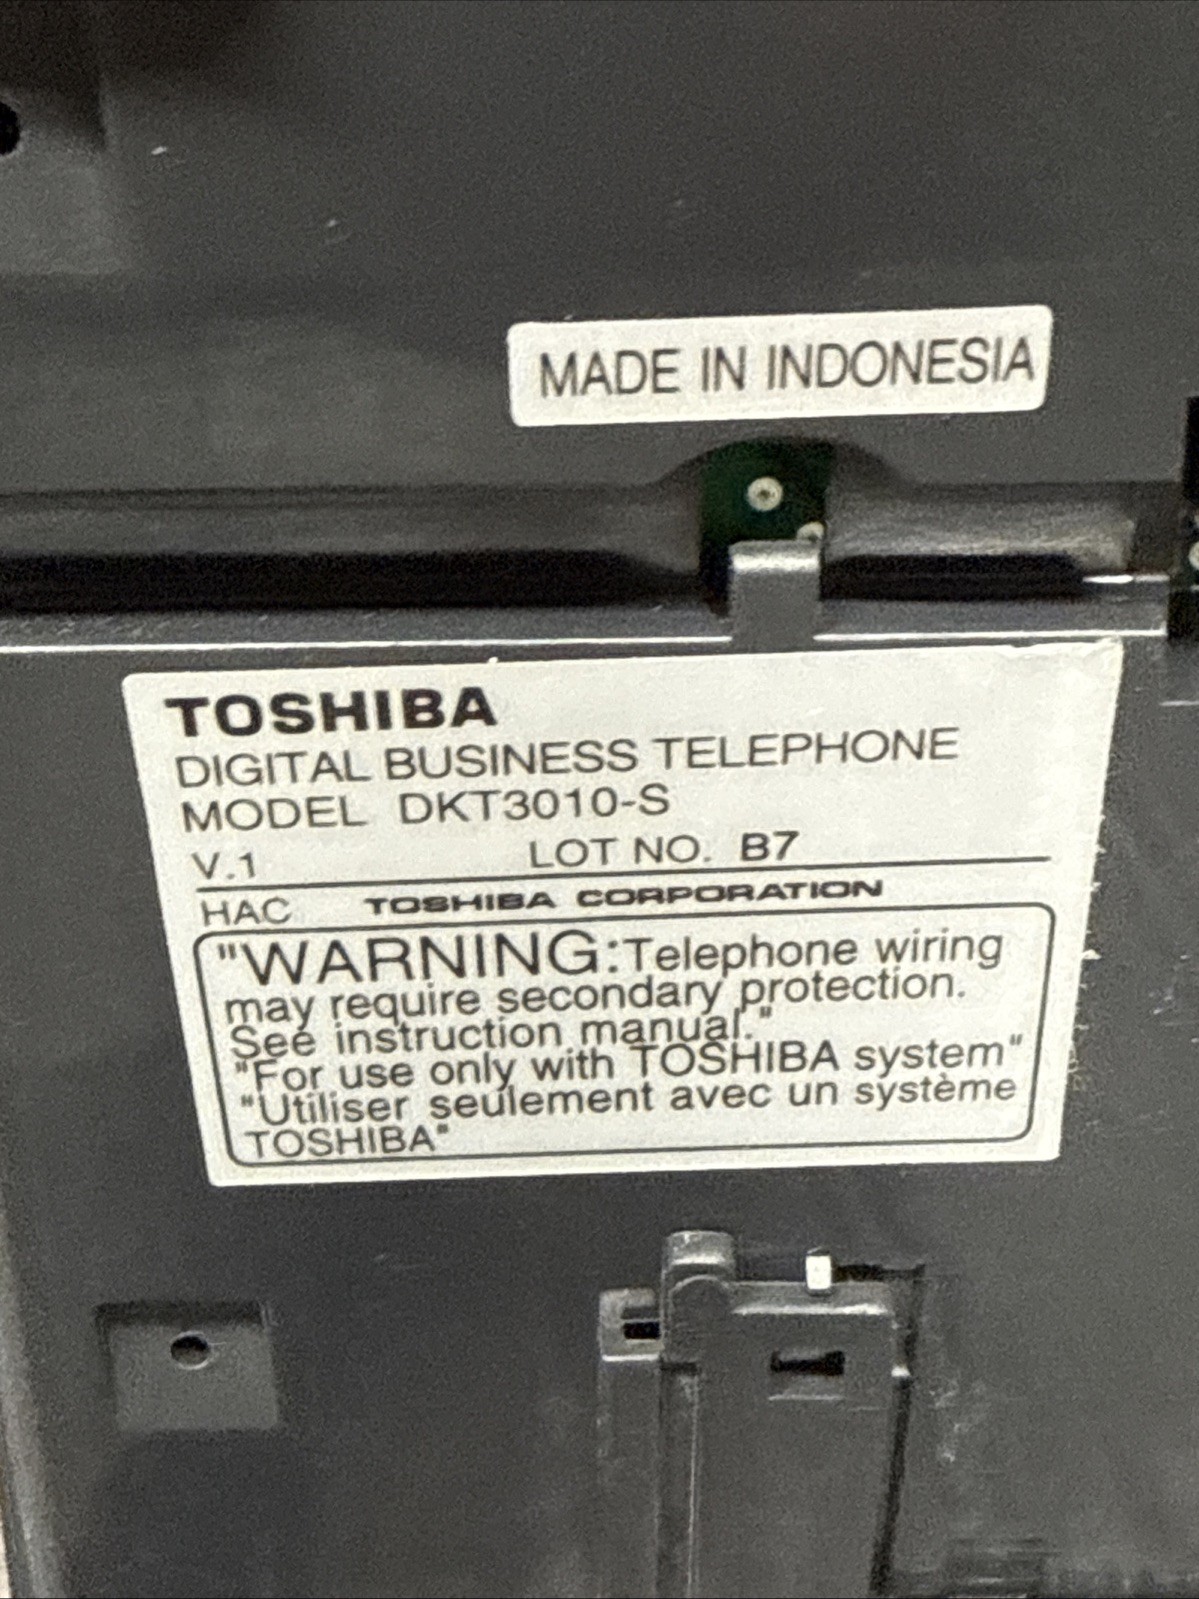 MADE IN INDONESIA
TOSHIBA
DIGITAL BUSINESS TELEPHONE
MODEL DKT3010-S
V.1 LOT NO. B7
HAC TOSHIBA CORPORATION
"WARNING:Telephone wiring
may require secondary protection.
See instruction manual."
"For use only with TOSHIBA system"
"Utiliser seulement avec un système
TOSHIBA"